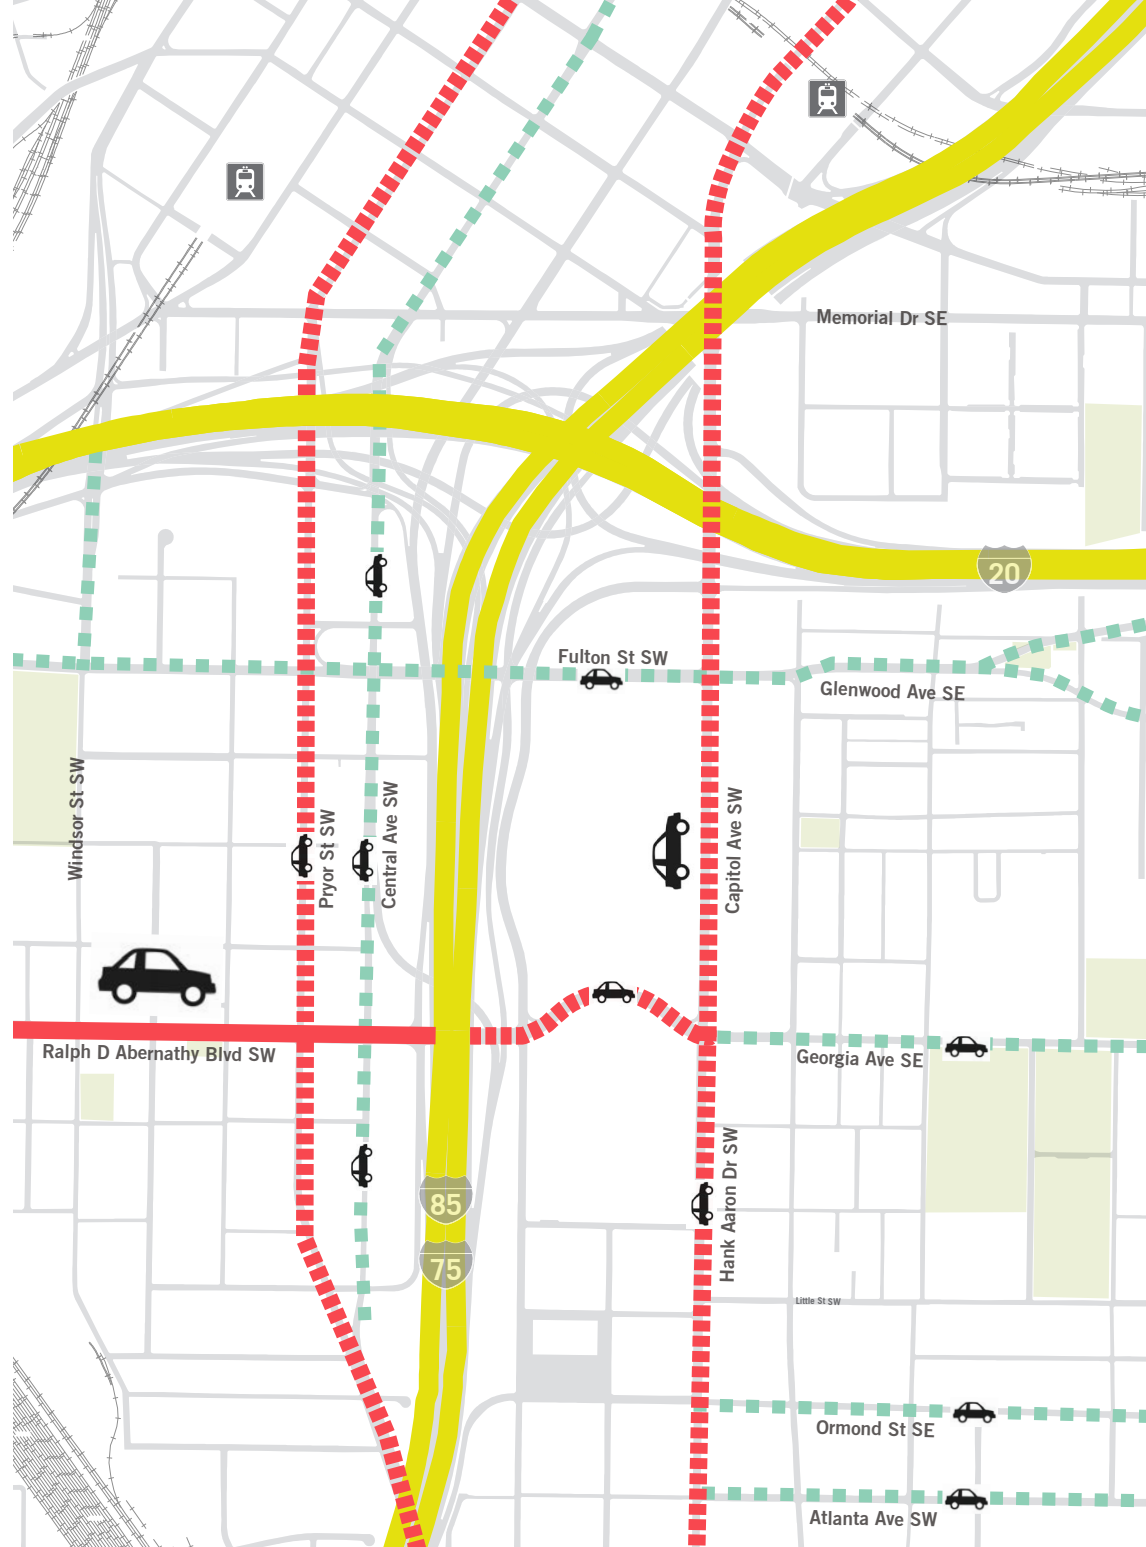 Memorial Dr SE
20
Fulton St SW
Glenwood Ave SE
Windsor St SW
Pryor St SW
Central Ave SW
Capitol Ave SW
Ralph D Abernathy Blvd SW
Georgia Ave SE
Hank Aaron Dr SW
85
75
Little St SW
Ormond St SE
Atlanta Ave SW